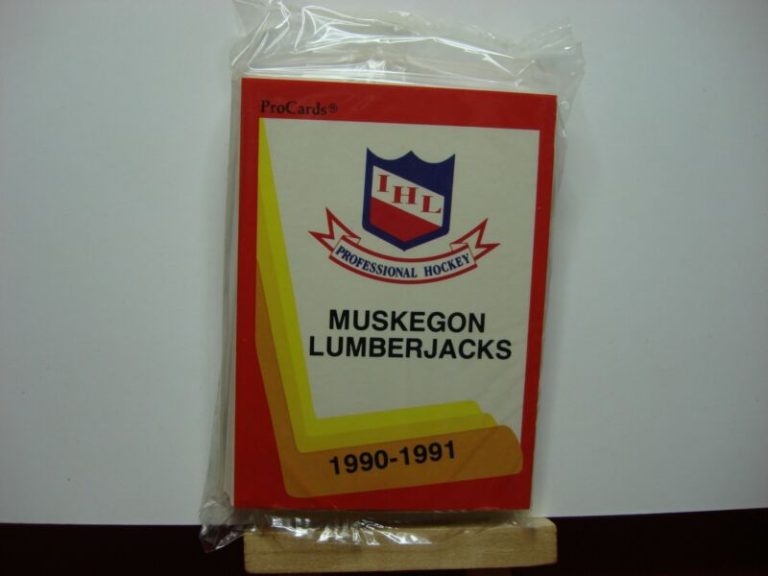 ProCards®
IHL
PROFESSIONAL HOCKEY
MUSKEGON
LUMBERJACKS
1990-1991